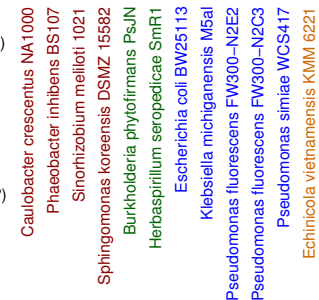 )
)
Caulobacter crescentus NA1000
Phaeobacter inhibens BS107
Sinorhizobium meliloti 1021
Sphingomonas koreensis DSMZ 15582
Burkholderia phytofirmans PsJN
Herbaspirillum seropedicae SmR1
Escherichia coli BW25113
Klebsiella michiganensis M5al
Pseudomonas fluorescens FW300−N2E2
Pseudomonas fluorescens FW300−N2C3
Pseudomonas simiae WCS417
Echinicola vietnamensis KMM 6221